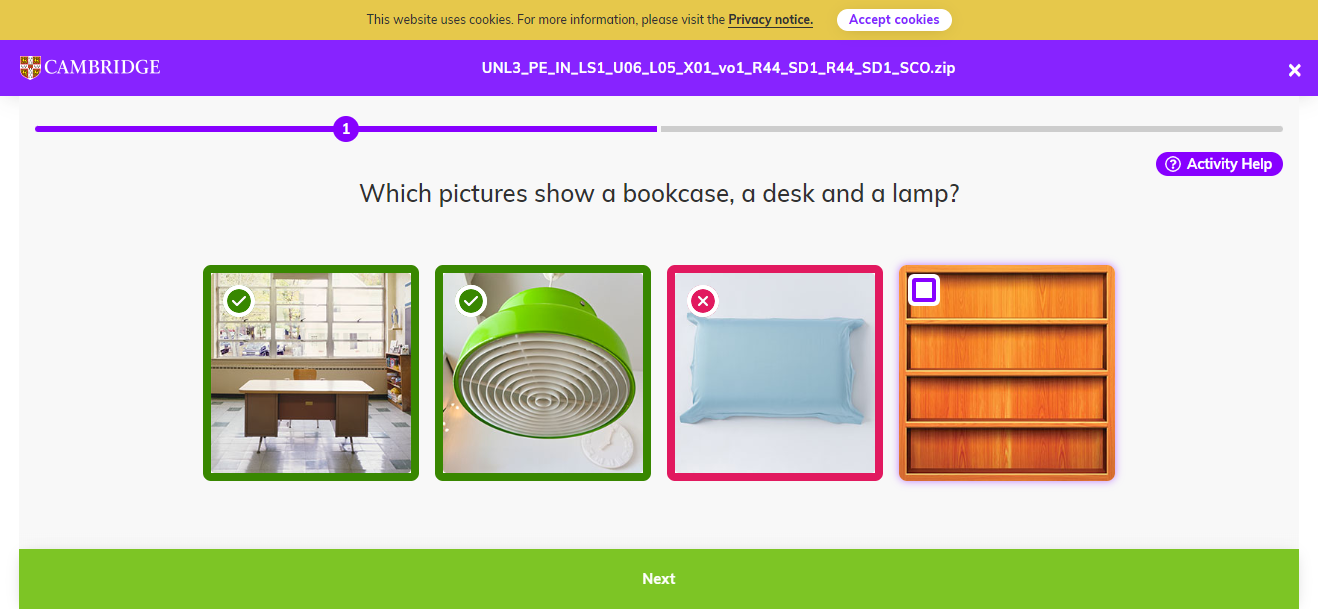 This website uses cookies. For more information, please visit the Privacy notice. Accept cookies
CAMBRIDGE
UNL3_PE_IN_LS1_U06_L05_X01_vo1_R44_SD1_R44_SD1_SCO.zip
1
Activity Help
Which pictures show a bookcase, a desk and a lamp?
Next